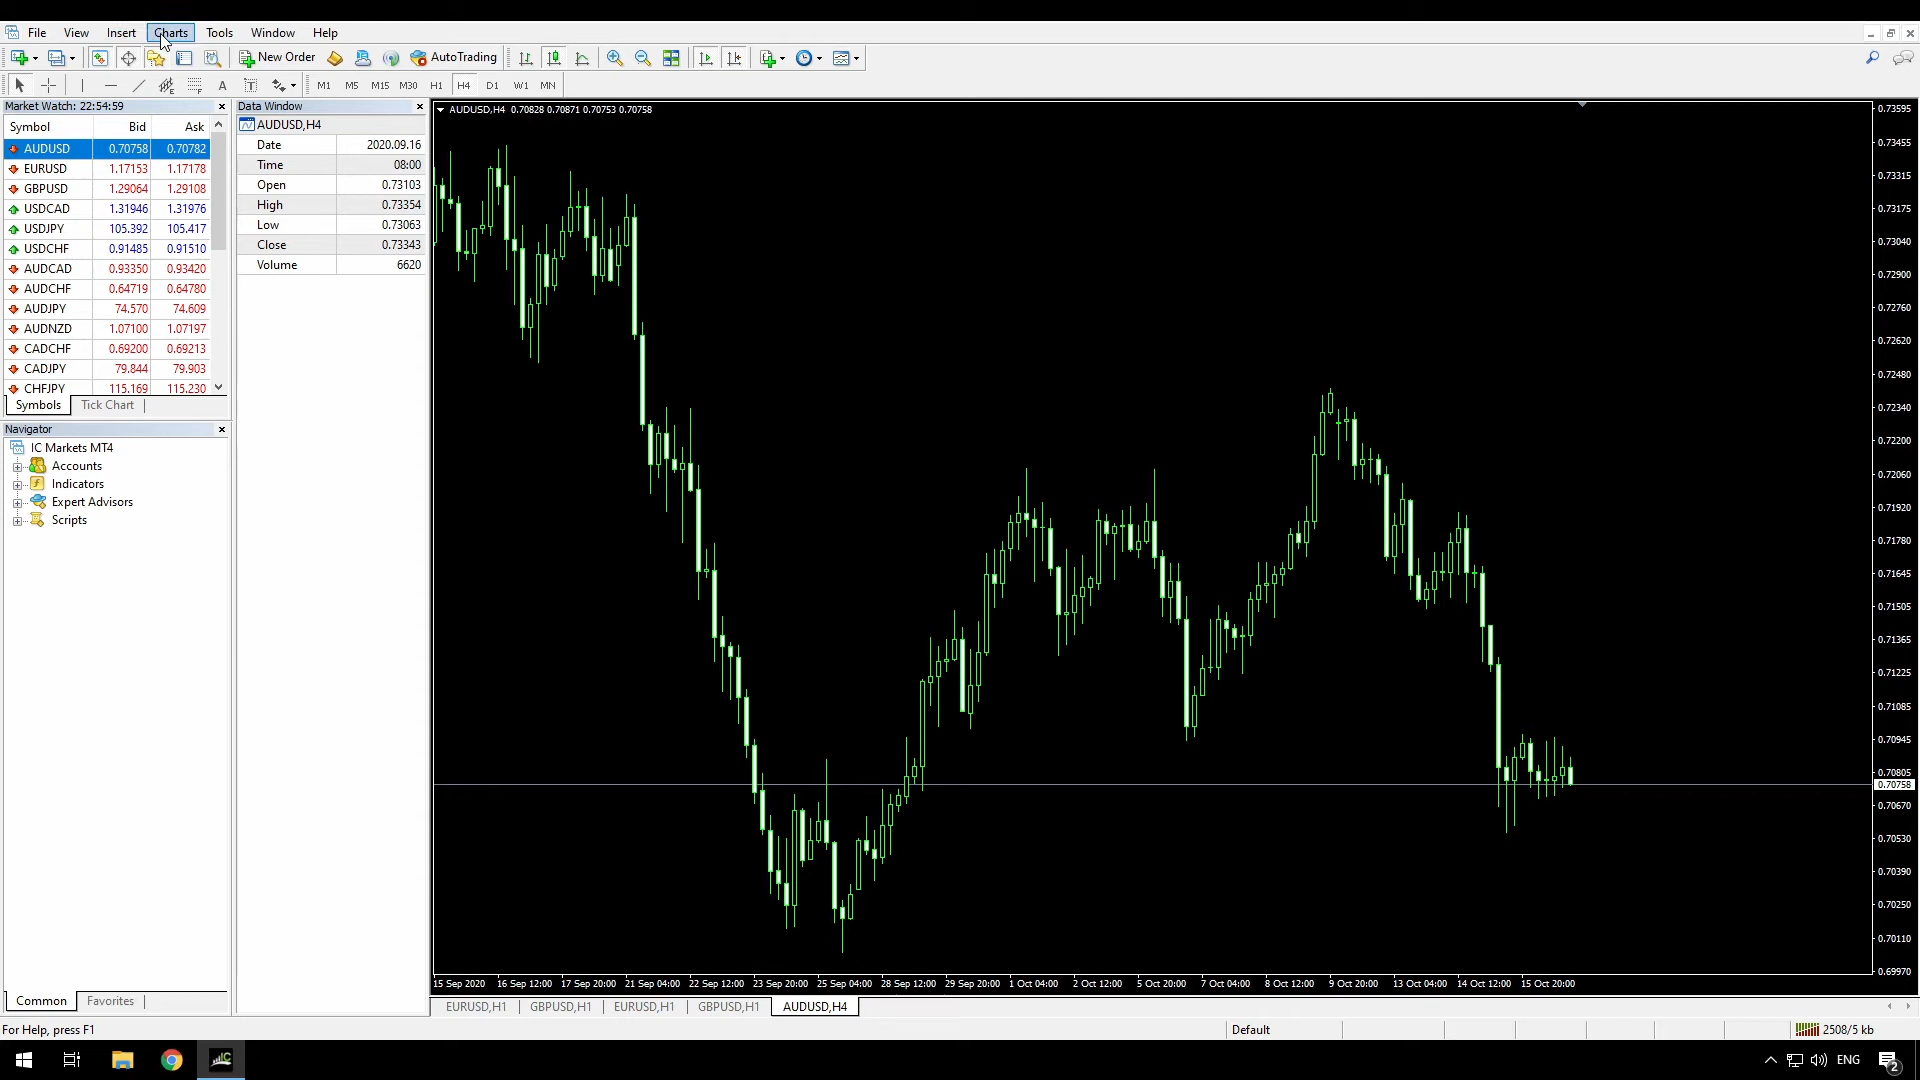 File View Insert Charts Tools Window Help
New Order AutoTrading
A T M1 M5 M15 M30 H1 H4 D1 W1 MN
Market Watch: 22:54:59
Symbol Bid Ask
AUDUSD 0.70758 0.70782
EURUSD 1.17153 1.17178
GBPUSD 1.29064 1.29108
USDCAD 1.31946 1.31976
USDJPY 105.392 105.417
USDCHF 0.91485 0.91510
AUDCAD 0.93350 0.93420
AUDCHF 0.64719 0.64780
AUDJPY 74.570 74.609
AUDNZD 1.07100 1.07197
CADCHF 0.69200 0.69213
CADJPY 79.844 79.903
CHFJPY 115.169 115.230
Symbols Tick Chart
Navigator
IC Markets MT4
Accounts
Indicators
Expert Advisors
Scripts
Common Favorites
Data Window
AUDUSD,H4
Date 2020.09.16
Time 08:00
Open 0.73103
High 0.73354
Low 0.73063
Close 0.73343
Volume 6620
AUDUSD,H4 0.70828 0.70871 0.70753 0.70758
0.73595
0.73455
0.73315
0.73175
0.73040
0.72900
0.72760
0.72620
0.72480
0.72340
0.72200
0.72060
0.71920
0.71780
0.71645
0.71505
0.71365
0.71225
0.71085
0.70945
0.70805
0.70758
0.70670
0.70530
0.70390
0.70250
0.70110
0.69970
15 Sep 2020 16 Sep 12:00 17 Sep 20:00 21 Sep 04:00 22 Sep 12:00 23 Sep 20:00 25 Sep 04:00 28 Sep 12:00 29 Sep 20:00 1 Oct 04:00 2 Oct 12:00 5 Oct 20:00 7 Oct 04:00 8 Oct 12:00 9 Oct 20:00 13 Oct 04:00 14 Oct 12:00 15 Oct 20:00
EURUSD,H1 GBPUSD,H1 EURUSD,H1 GBPUSD,H1 AUDUSD,H4
For Help, press F1 Default 2508/5 kb
ENG 2